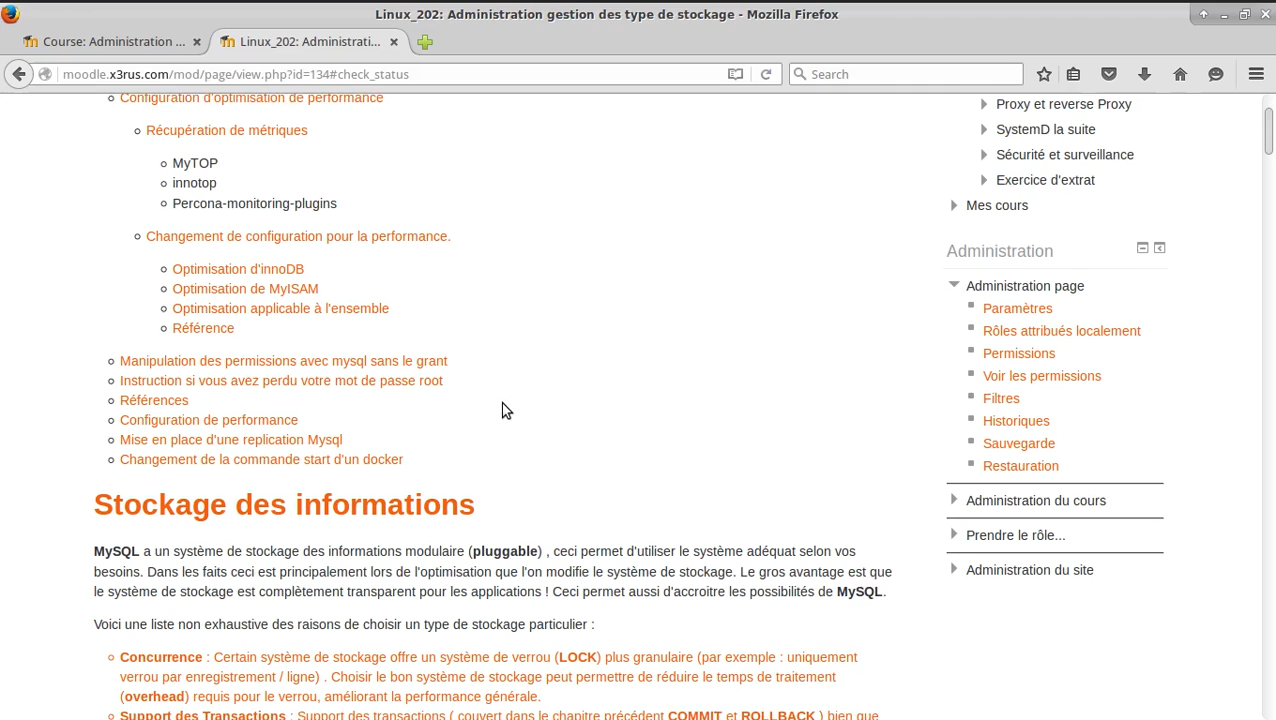 Linux_202: Administration gestion des type de stockage - Mozilla Firefox
Course: Administration ...
Linux_202: Administrati...
moodle.x3rus.com/mod/page/view.php?id=134#check_status
Search
Configuration d'optimisation de performance
Récupération de métriques
MyTOP
innotop
Percona-monitoring-plugins
Changement de configuration pour la performance.
Optimisation d'innoDB
Optimisation de MyISAM
Optimisation applicable à l'ensemble
Référence
Manipulation des permissions avec mysql sans le grant
Instruction si vous avez perdu votre mot de passe root
Références
Configuration de performance
Mise en place d'une replication Mysql
Changement de la commande start d'un docker
Stockage des informations
MySQL a un système de stockage des informations modulaire (pluggable) , ceci permet d'utiliser le système adéquat selon vos
besoins. Dans les faits ceci est principalement lors de l'optimisation que l'on modifie le système de stockage. Le gros avantage est que
le système de stockage est complètement transparent pour les applications ! Ceci permet aussi d'accroitre les possibilités de MySQL.
Voici une liste non exhaustive des raisons de choisir un type de stockage particulier :
Concurrence : Certain système de stockage offre un système de verrou (LOCK) plus granulaire (par exemple : uniquement
verrou par enregistrement / ligne) . Choisir le bon système de stockage peut permettre de réduire le temps de traitement
(overhead) requis pour le verrou, améliorant la performance générale.
Support des Transactions : Support des transactions ( couvert dans le chapitre précédent COMMIT et ROLLBACK ) bien que
Proxy et reverse Proxy
SystemD la suite
Sécurité et surveillance
Exercice d'extrat
Mes cours
Administration
Administration page
Paramètres
Rôles attribués localement
Permissions
Voir les permissions
Filtres
Historiques
Sauvegarde
Restauration
Administration du cours
Prendre le rôle...
Administration du site